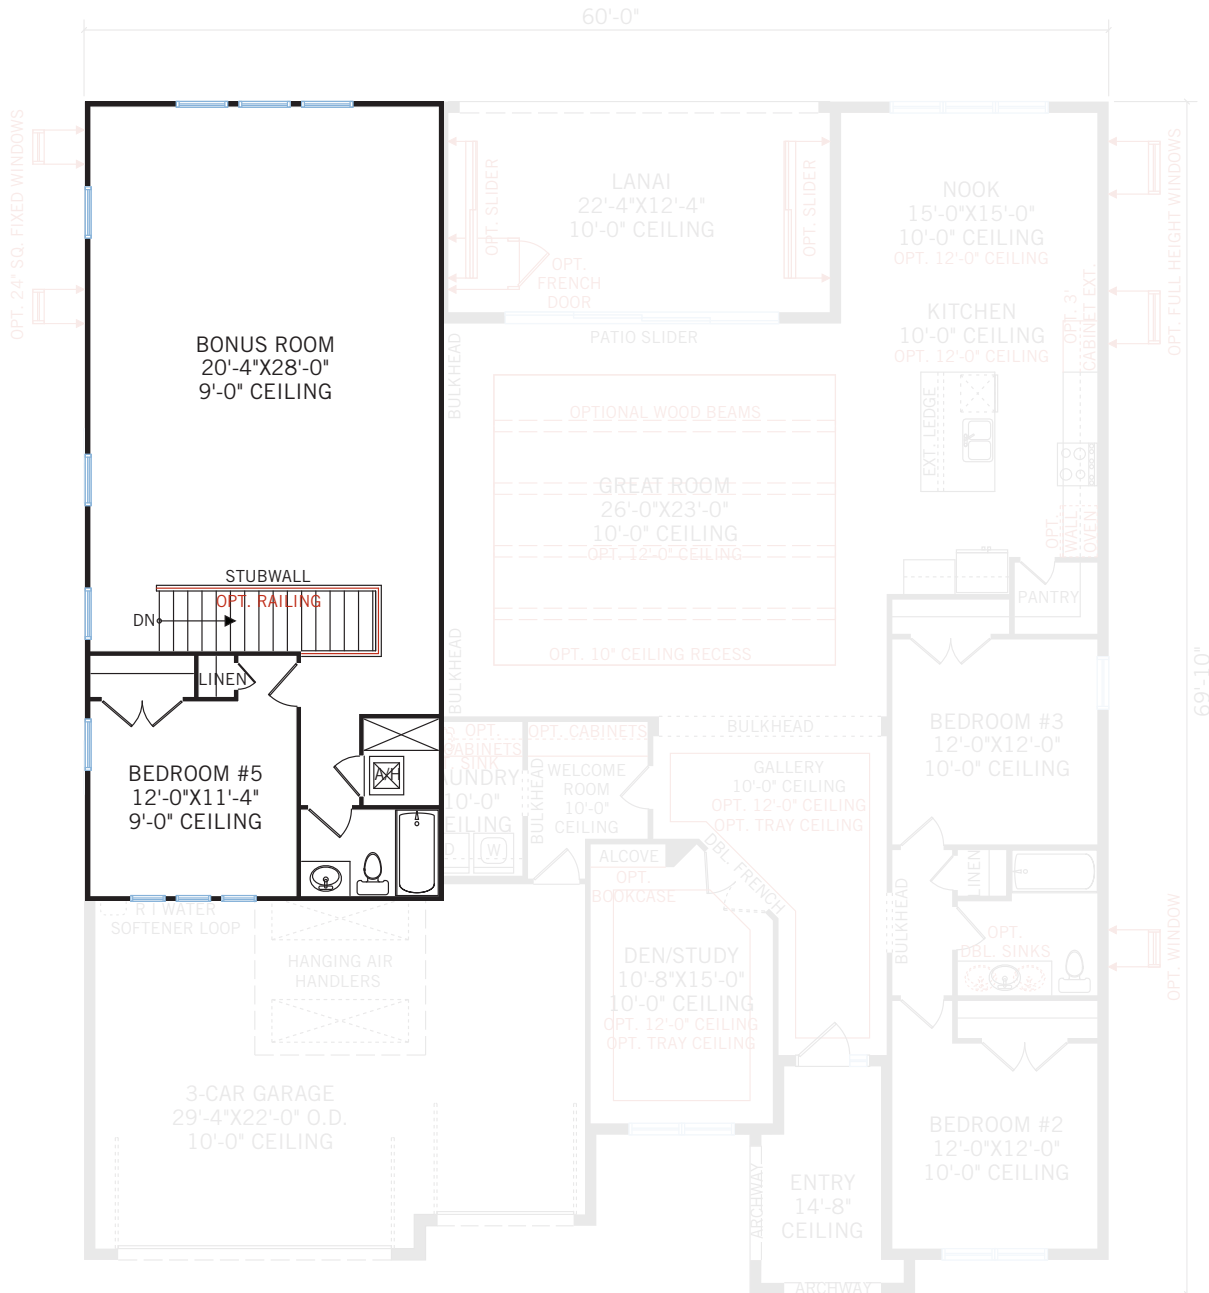 60'-0"
OPT. 24" SQ. FIXED WINDOWS
OPT. SLIDER
LANAI
22'-4"X12'-4"
10'-0" CEILING
OPT. SLIDER
OPT.
FRENCH
DOOR
PATIO SLIDER
NOOK
15'-0"X15'-0"
10'-0" CEILING
OPT. 12'-0" CEILING
KITCHEN
10'-0" CEILING
OPT. 12'-0" CEILING
OPT. 3'
CABINET EXT.
OPT. FULL HEIGHT WINDOWS
BONUS ROOM
20'-4"X28'-0"
9'-0" CEILING
BULKHEAD
OPTIONAL WOOD BEAMS
GREAT ROOM
26'-0"X23'-0"
10'-0" CEILING
OPT. 12'-0" CEILING
OPT. 10" CEILING RECESS
EXT. LEDGE
OPT.
WALL
OVEN
PANTRY
STUBWALL
OPT. RAILING
DN
BULKHEAD
LINEN
69'-10"
BEDROOM #5
12'-0"X11'-4"
9'-0" CEILING
A/H
OPT.
CABINETS
SINK
AUNDRY
10'-0"
EILING
D
W
OPT. CABINETS
BULKHEAD
WELCOME
ROOM
10'-0"
CEILING
BULKHEAD
GALLERY
10'-0" CEILING
OPT. 12'-0" CEILING
OPT. TRAY CEILING
BEDROOM #3
12'-0"X12'-0"
10'-0" CEILING
ALCOVE
OPT.
BOOKCASE
DBL. FRENCH
LINEN
BULKHEAD
OPT.
DBL. SINKS
OPT. WINDOW
R I WATER
SOFTENER LOOP
HANGING AIR
HANDLERS
DEN/STUDY
10'-8"X15'-0"
10'-0" CEILING
OPT. 12'-0" CEILING
OPT. TRAY CEILING
3-CAR GARAGE
29'-4"X22'-0" O.D.
10'-0" CEILING
BEDROOM #2
12'-0"X12'-0"
10'-0" CEILING
ARCHWAY
ENTRY
14'-8"
CEILING
ARCHWAY